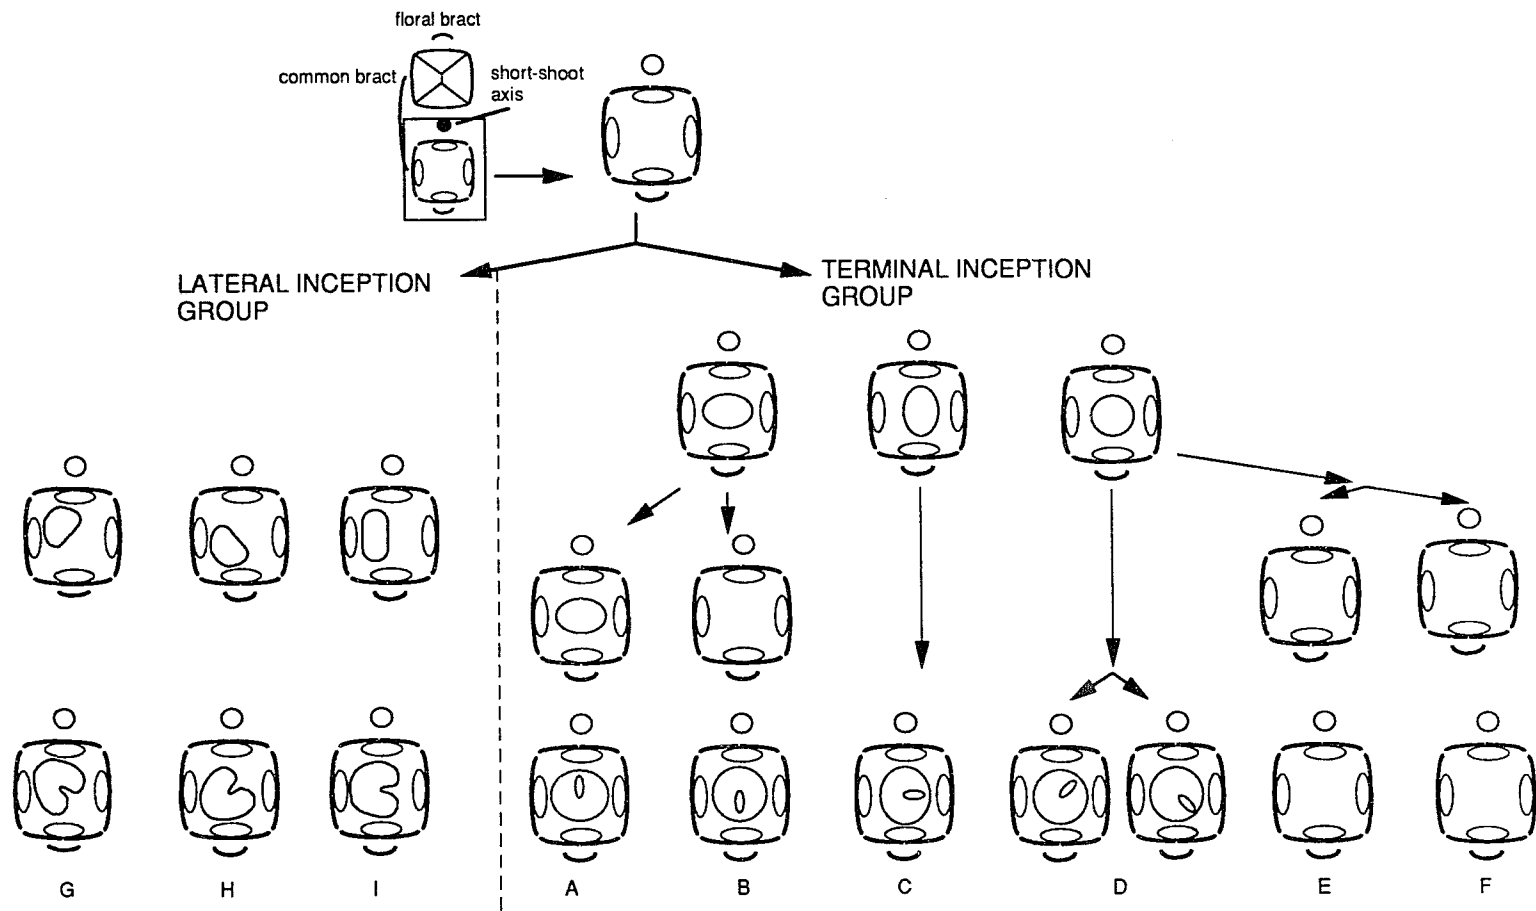 floral bract
common bract
short-shoot
axis
LATERAL INCEPTION
GROUP
TERMINAL INCEPTION
GROUP
G H I A B C D E F